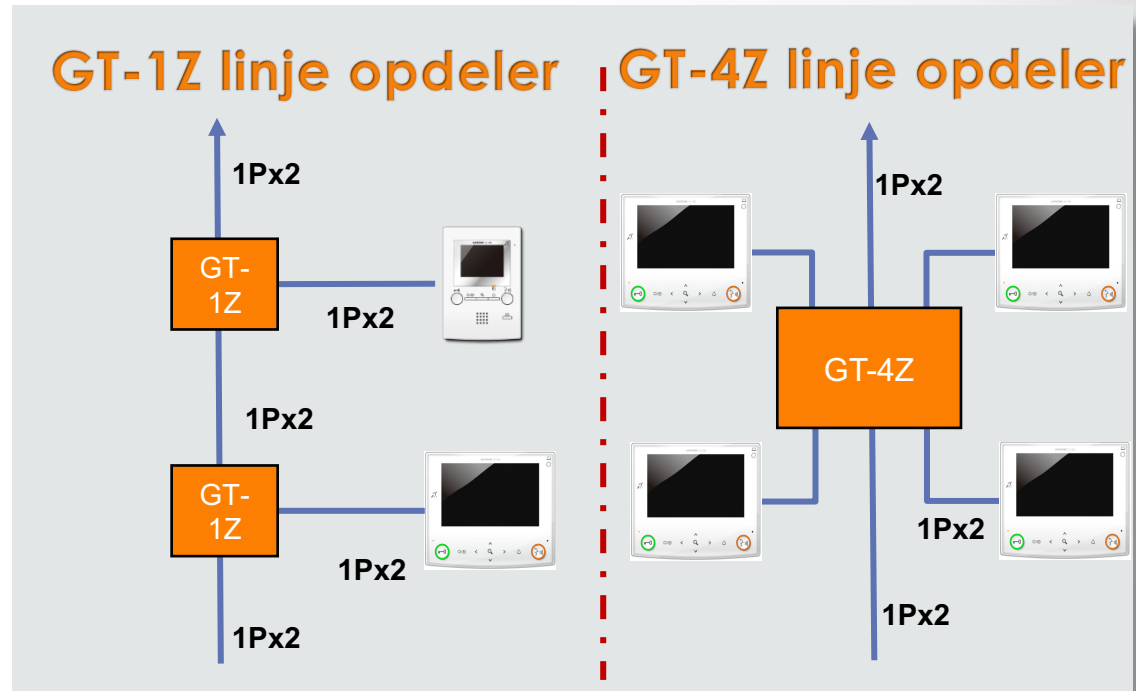 GT-1Z linje opdeler
1Px2
GT-
1Z
1Px2
1Px2
GT-
1Z
1Px2
1Px2
GT-4Z linje opdeler
1Px2
GT-4Z
1Px2
1Px2